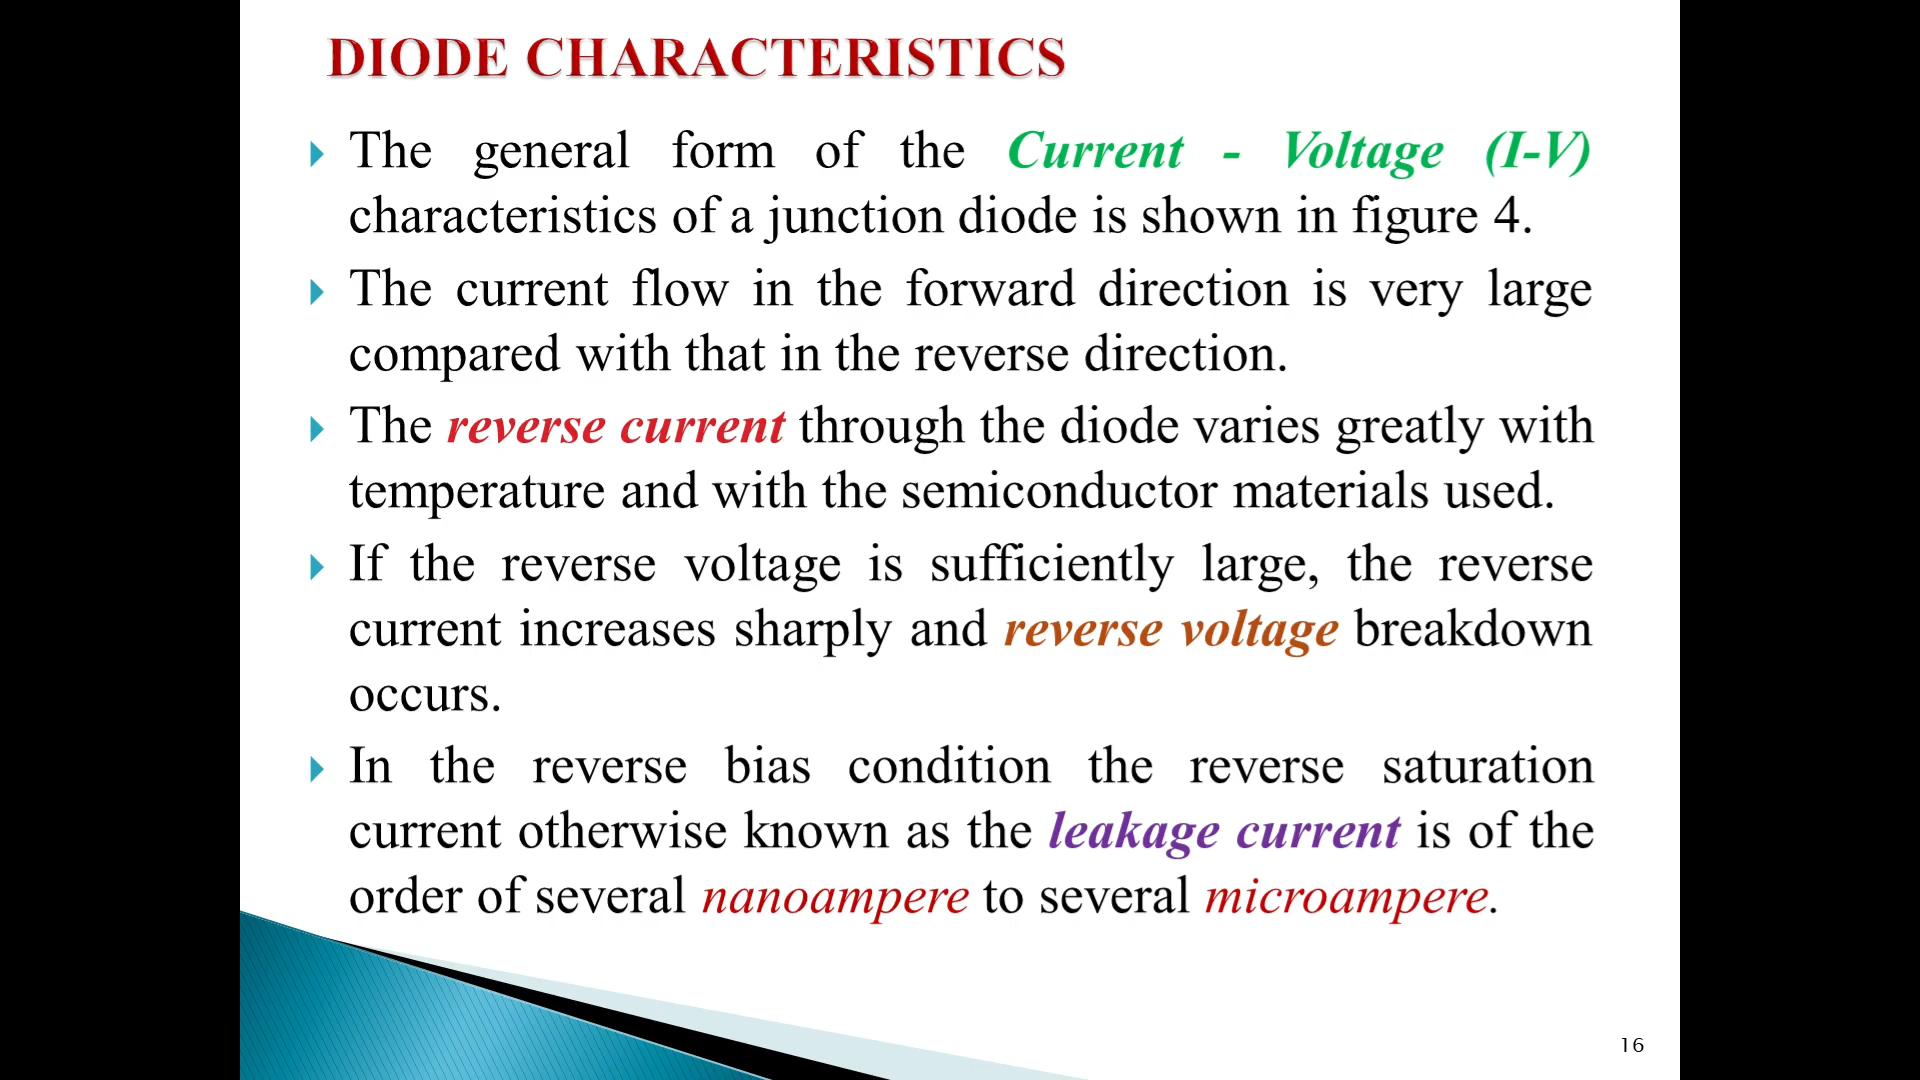 DIODE CHARACTERISTICS
The general form of the Current - Voltage (I-V)
characteristics of a junction diode is shown in figure 4.
The current flow in the forward direction is very large
compared with that in the reverse direction.
The reverse current through the diode varies greatly with
temperature and with the semiconductor materials used.
If the reverse voltage is sufficiently large, the reverse
current increases sharply and reverse voltage breakdown
occurs.
In the reverse bias condition the reverse saturation
current otherwise known as the leakage current is of the
order of several nanoampere to several microampere.
16